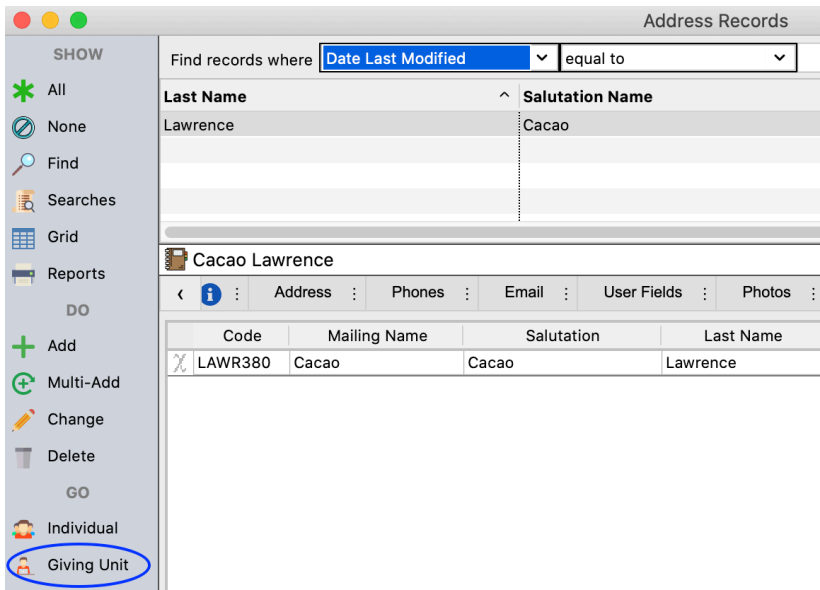 Address Records
SHOW
All
None
Find
Searches
Grid
Reports
DO
Add
Multi-Add
Change
Delete
GO
Individual
Giving Unit
Find records where Date Last Modified equal to
Last Name Salutation Name
Lawrence Cacao
Cacao Lawrence
Address Phones Email User Fields Photos
Code Mailing Name Salutation Last Name
LAWR380 Cacao Cacao Lawrence